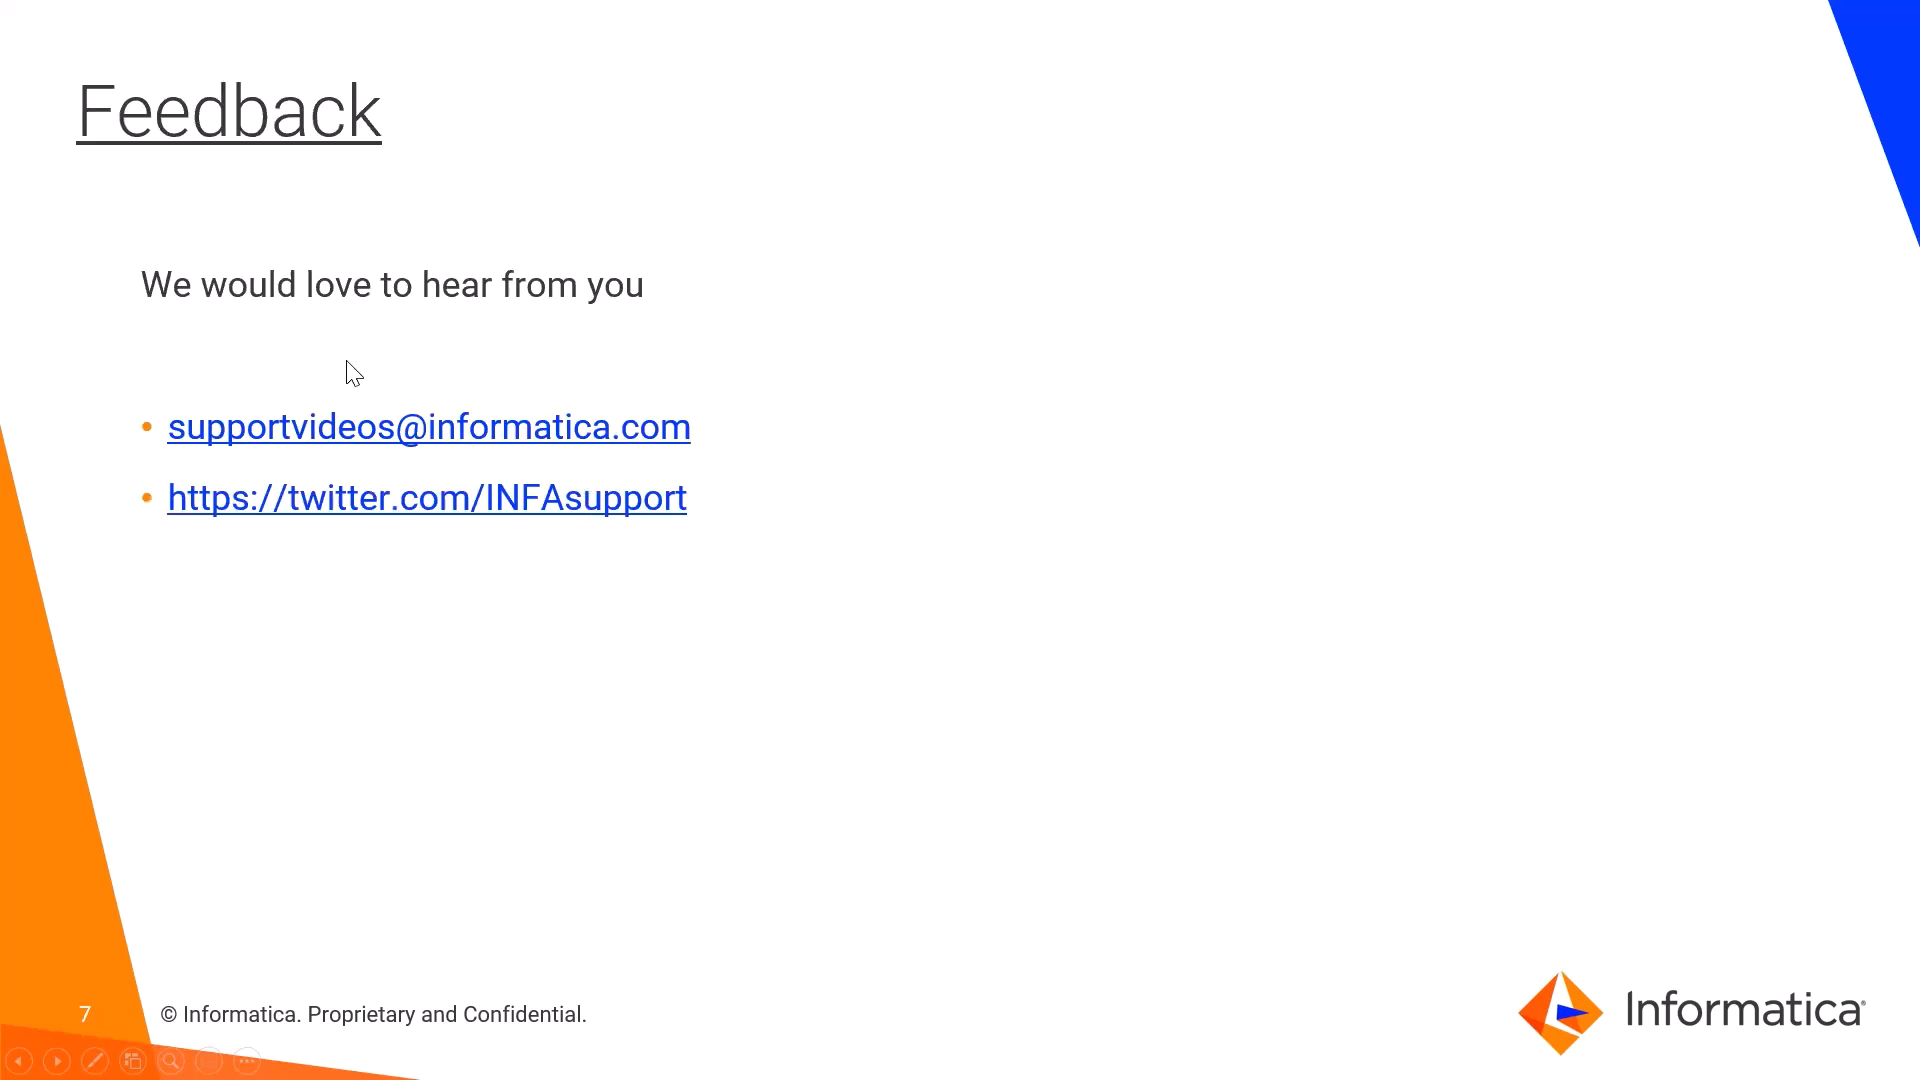 Feedback
We would love to hear from you
• supportvideos@informatica.com
• https://twitter.com/INFAsupport
7
© Informatica. Proprietary and Confidential.
Informatica®